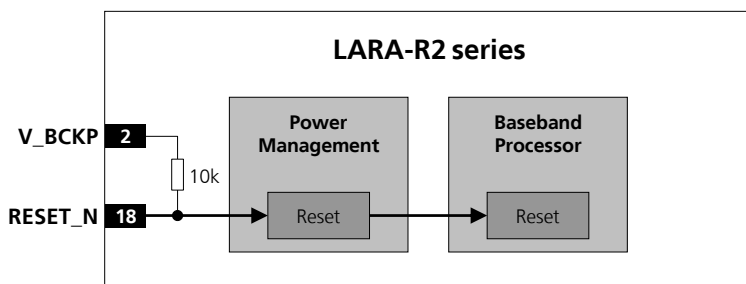 LARA-R2 series
Power
Management
Baseband
Processor
V_BCKP 2
10k
RESET_N 18
Reset
Reset